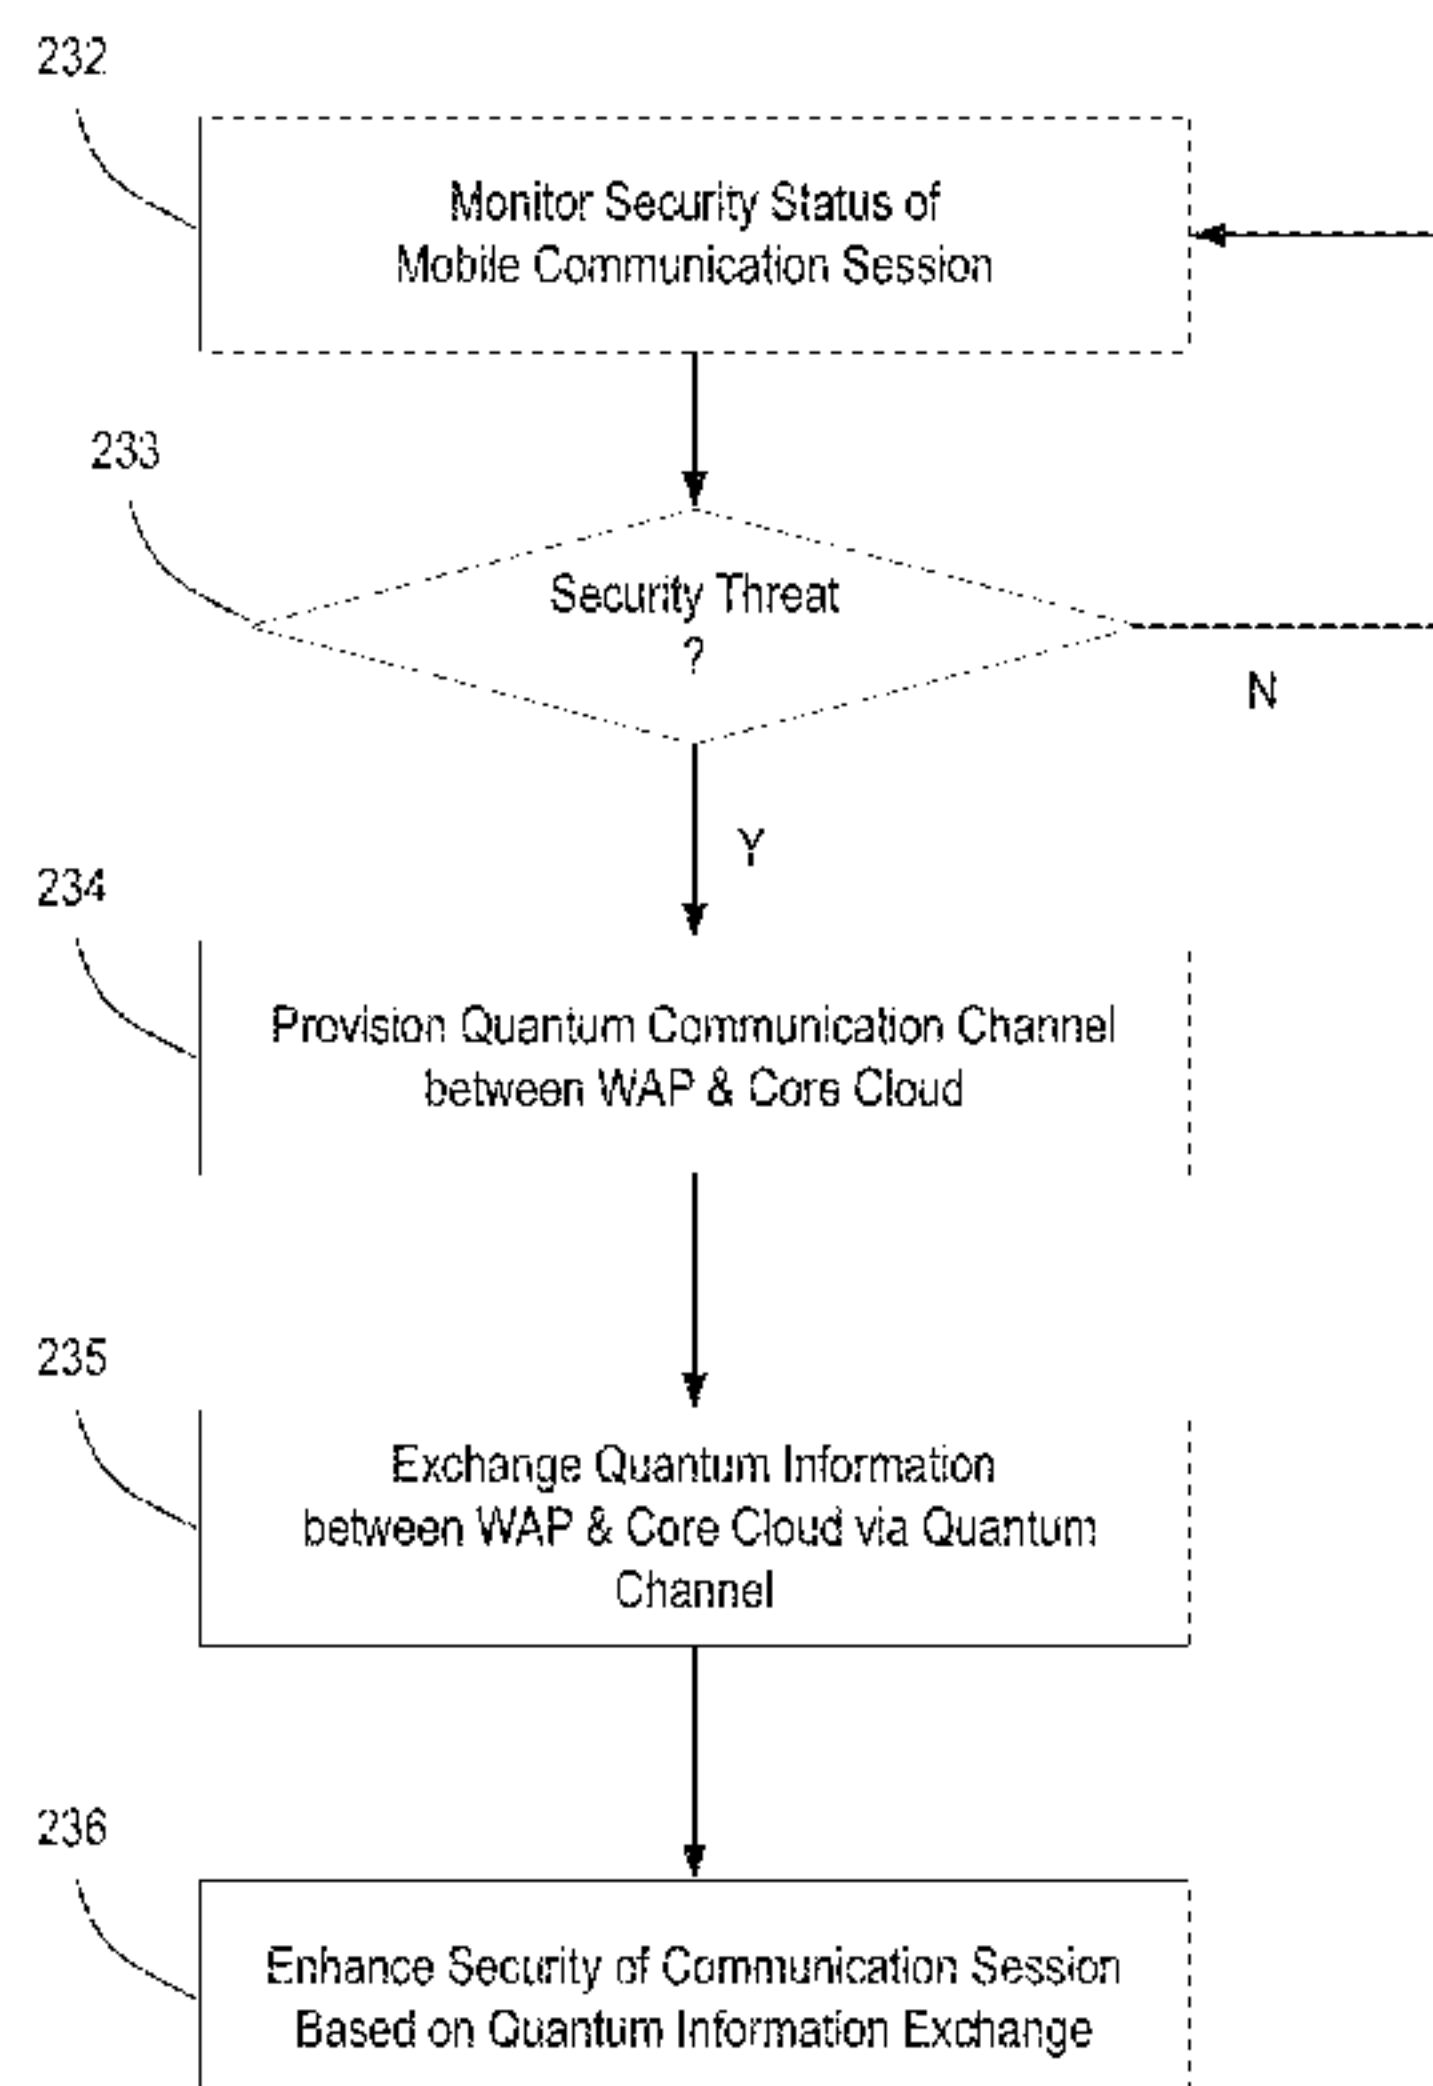 232
Monitor Security Status of
Mobile Communication Session
233
Security Threat
?
N
Y
234
Provision Quantum Communication Channel
between WAP & Core Cloud
235
Exchange Quantum Information
between WAP & Core Cloud via Quantum
Channel
236
Enhance Security of Communication Session
Based on Quantum Information Exchange